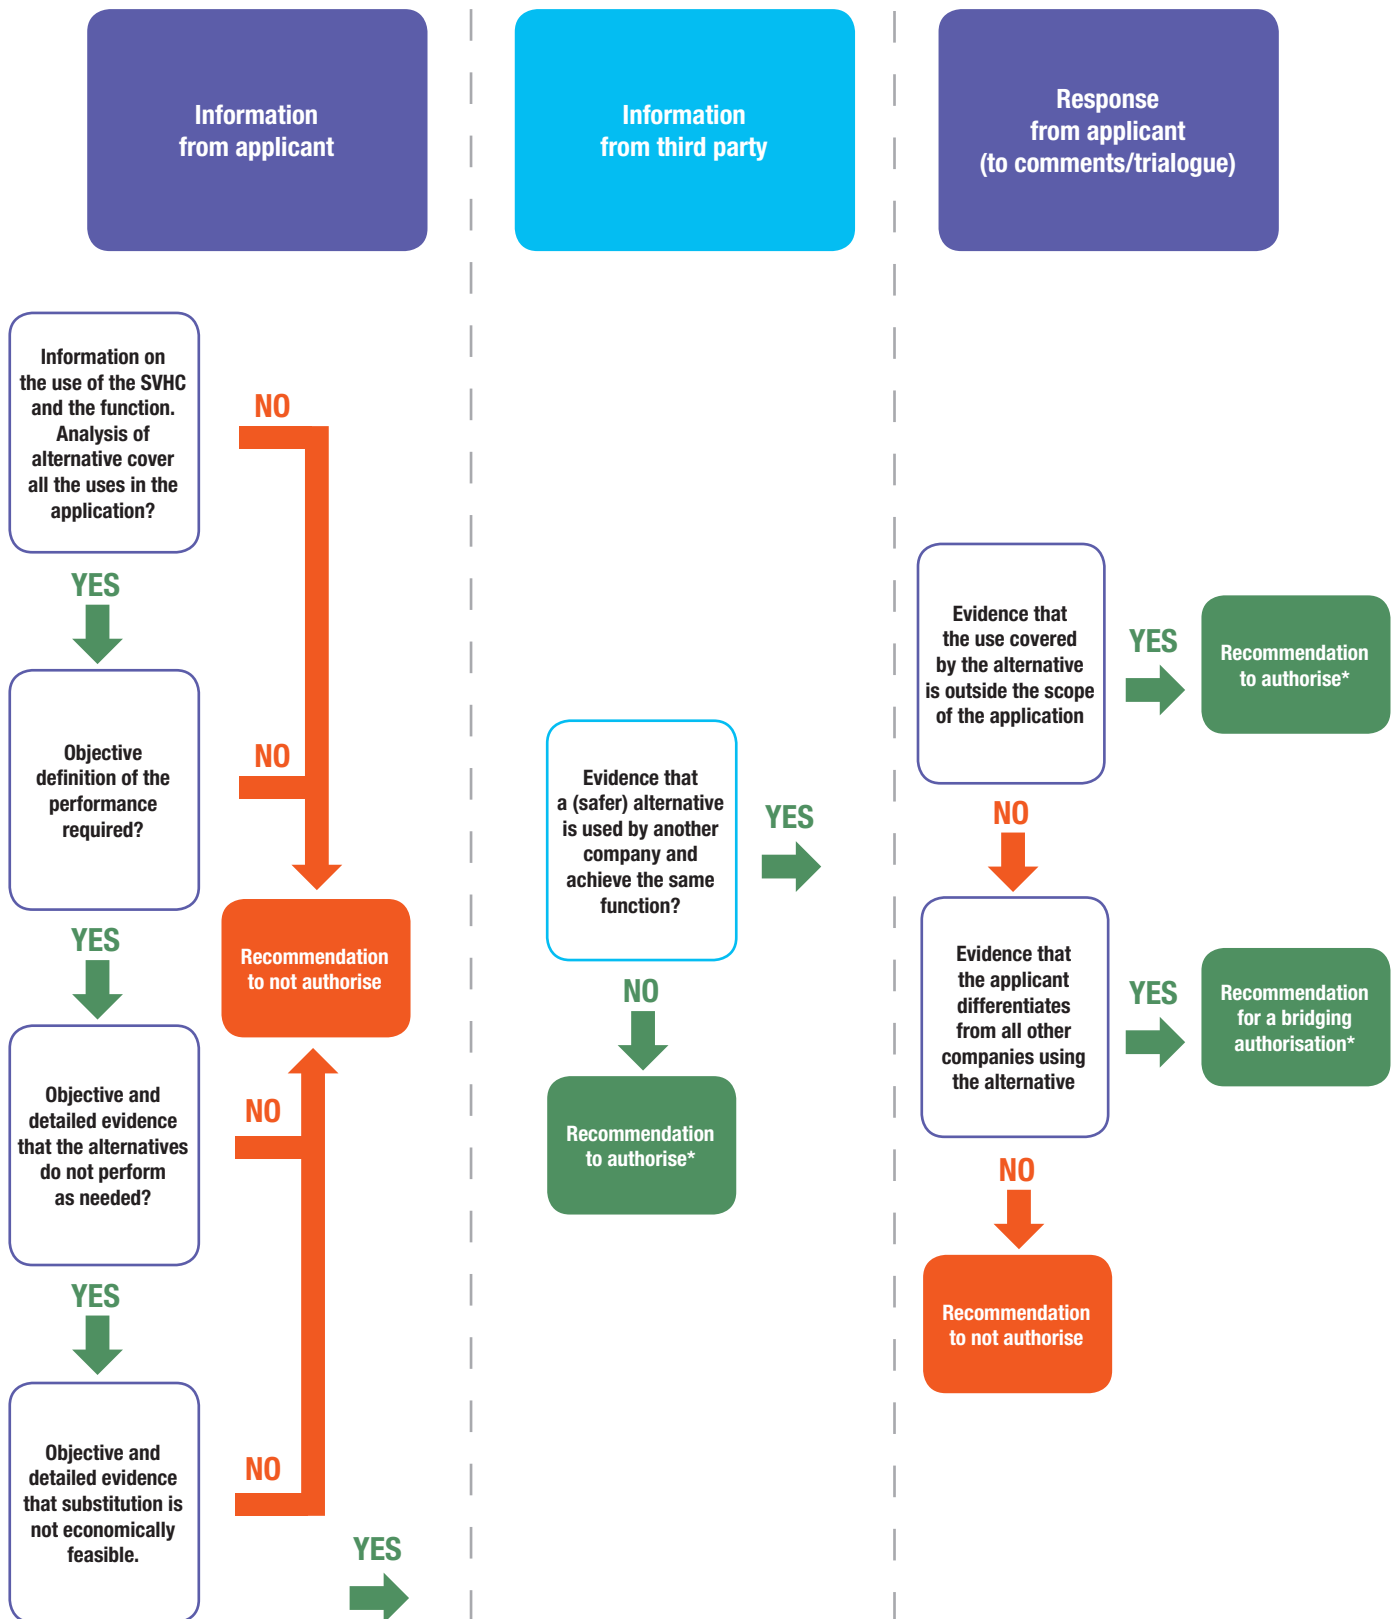 Information
from applicant
Information
from third party
Response
from applicant
(to comments/trialogue)
Information on
the use of the SVHC
and the function.
Analysis of
alternative cover
all the uses in the
application?
NO
YES
Objective
definition of the
performance
required?
NO
YES
Recommendation
to not authorise
Objective and
detailed evidence
that the alternatives
do not perform
as needed?
NO
YES
Objective and
detailed evidence
that substitution is
not economically
feasible.
NO
YES
Evidence that
a (safer) alternative
is used by another
company and
achieve the same
function?
YES
NO
Recommendation
to authorise*
Evidence that
the use covered
by the alternative
is outside the scope
of the application
YES
Recommendation
to authorise*
NO
Evidence that
the applicant
differentiates
from all other
companies using
the alternative
YES
Recommendation
for a bridging
authorisation*
NO
Recommendation
to not authorise